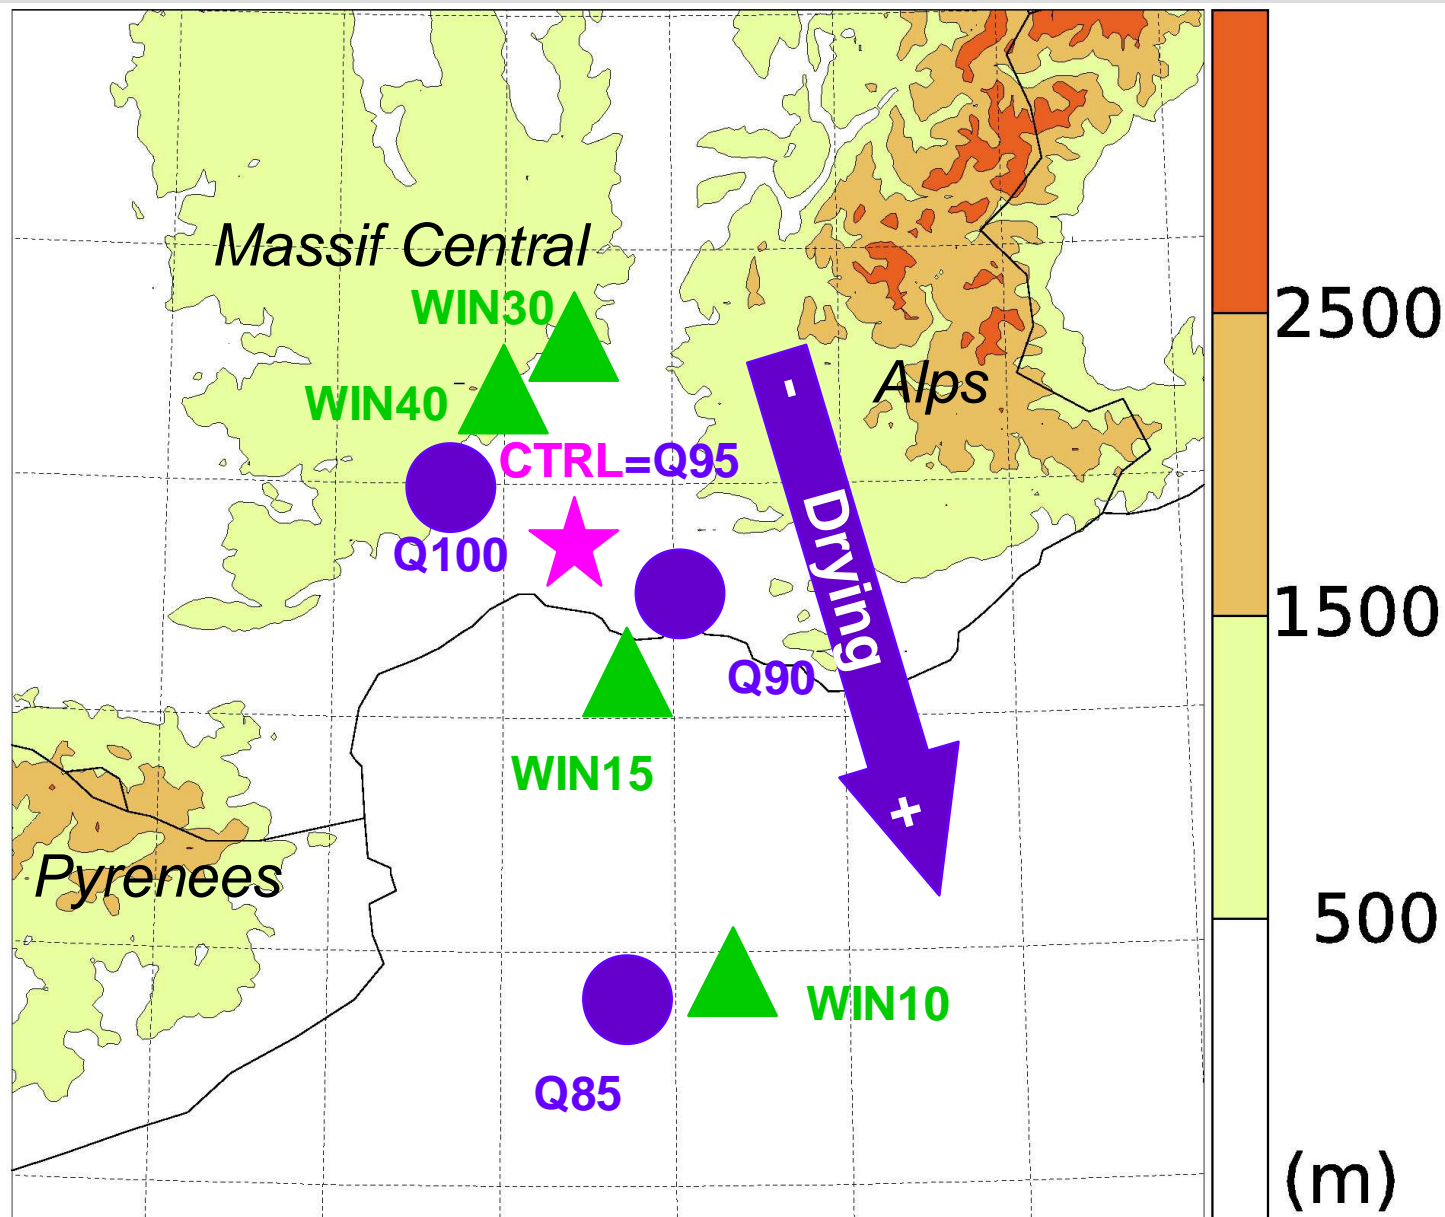 Massif Central
WIN30
WIN40
Alps
CTRL=Q95
Q100
Q90
WIN15
Pyrenees
WIN10
Q85
-
Drying
+
2500
1500
500
(m)